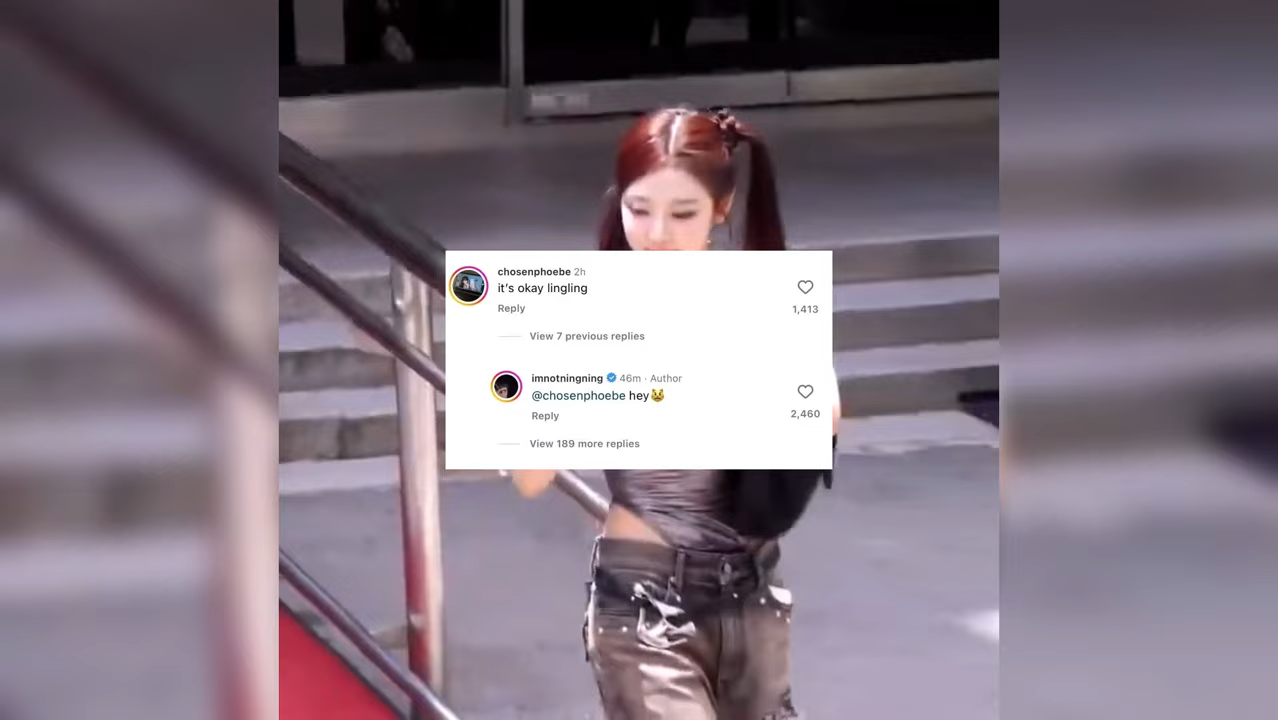 chosenphoebe 2h
it's okay lingling
Reply
1,413
View 7 previous replies
imnotningning 46m · Author
@chosenphoebe hey😼
Reply
2,460
View 189 more replies